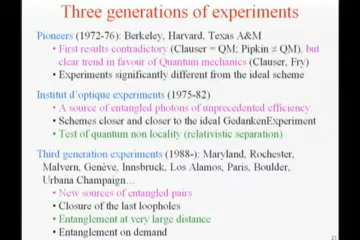 Three generations of experiments
Pioneers (1972-76): Berkeley, Harvard, Texas A&M
• First results contradictory (Clauser = QM; Pipkin ≠ QM), but
clear trend in favour of Quantum mechanics (Clauser, Fry)
• Experiments significantly different from the ideal scheme
Institut d'optique experiments (1975-82)
• A source of entangled photons of unprecedented efficiency
• Schemes closer and closer to the ideal GedankenExperiment
• Test of quantum non locality (relativistic separation)
Third generation experiments (1988-): Maryland, Rochester,
Malvern, Genève, Innsbruck, Los Alamos, Paris, Boulder,
Urbana Champaign…
• New sources of entangled pairs
• Closure of the last loopholes
• Entanglement at very large distance
• Entanglement on demand